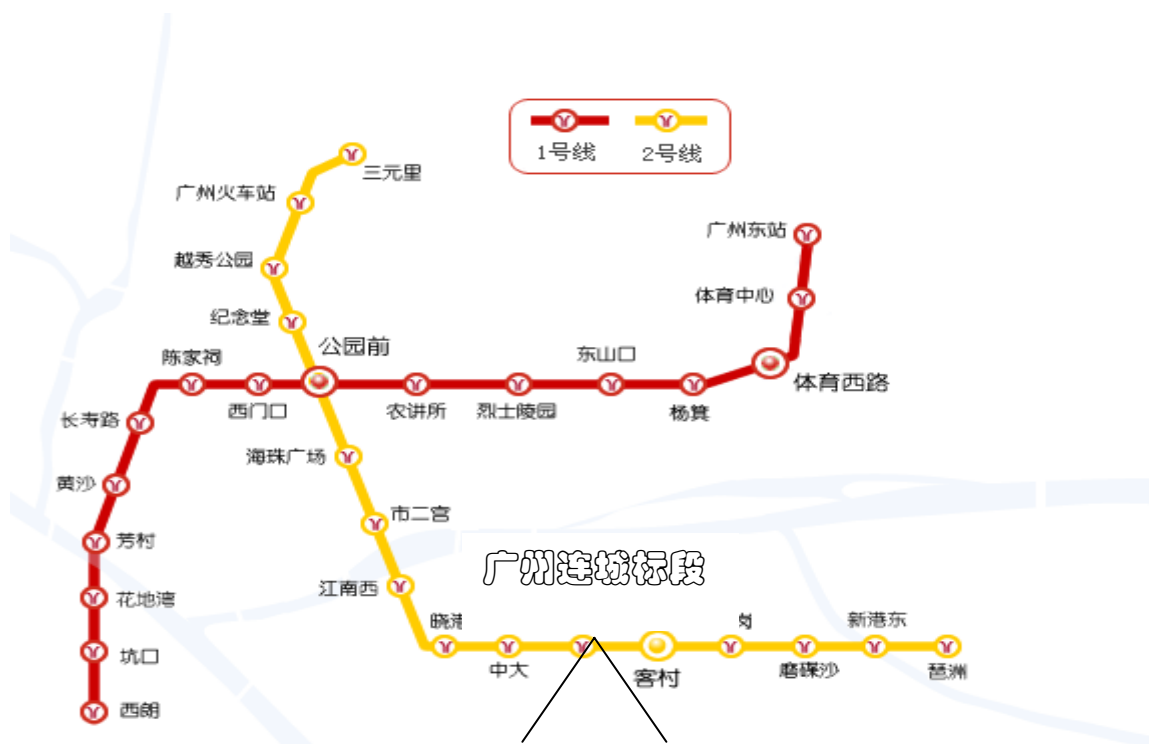 1号线
2号线
三元里
广州火车站
广州东站
越秀公园
体育中心
纪念堂
公园前
陈家祠
东山口
体育西路
西门口
农讲所
烈士陵园
杨箕
长寿路
海珠广场
黄沙
市二宫
芳村
广州连城标段
江南西
花地湾
晓港
岗
新港东
坑口
中大
客村
磨碟沙
琶洲
西朗